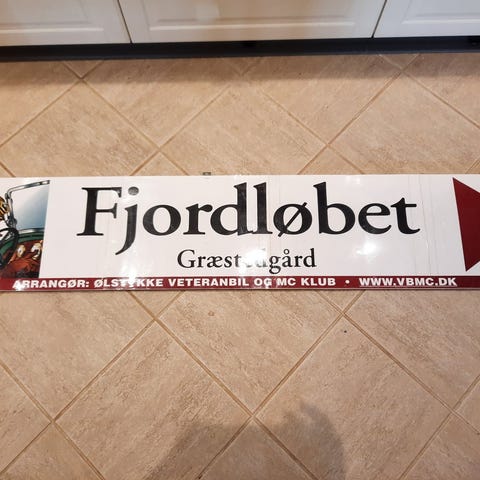 Fjordløbet
Græstedgård
ARRANGØR: ØLSTYKKE VETERANBIL OG MC KLUB • WWW.VBMC.DK